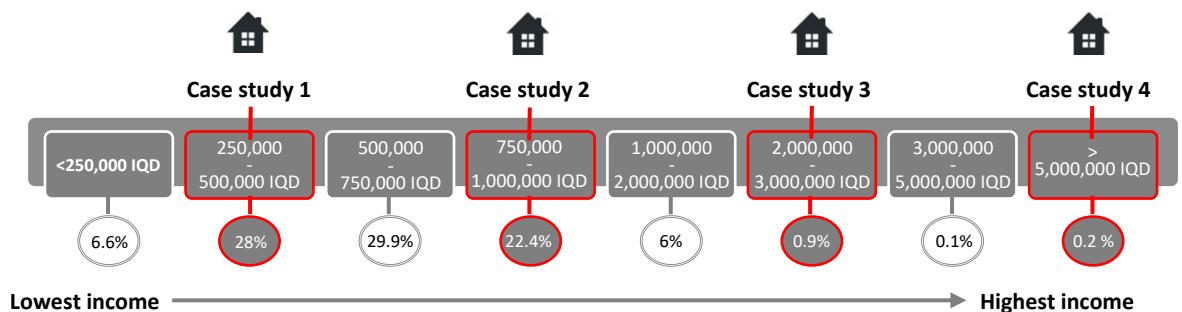 Case study 1
Case study 2
Case study 3
Case study 4
<250,000 IQD
250,000
-
500,000 IQD
500,000
-
750,000 IQD
750,000
-
1,000,000 IQD
1,000,000
-
2,000,000 IQD
2,000,000
-
3,000,000 IQD
3,000,000
-
5,000,000 IQD
>
5,000,000 IQD
6.6%
28%
29.9%
22.4%
6%
0.9%
0.1%
0.2 %
Lowest income
Highest income